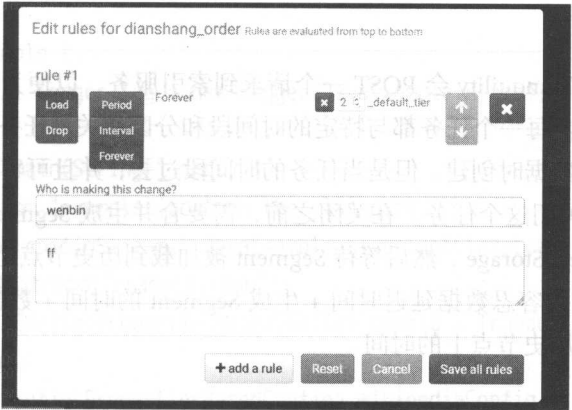 Edit rules for dianshang_order Rules are evaluated from top to bottom
rule #1
Load Period Forever 2 _default_tier
Drop Interval
Forever
Who is making this change?
wenbin
ff
+ add a rule Reset Cancel Save all rules